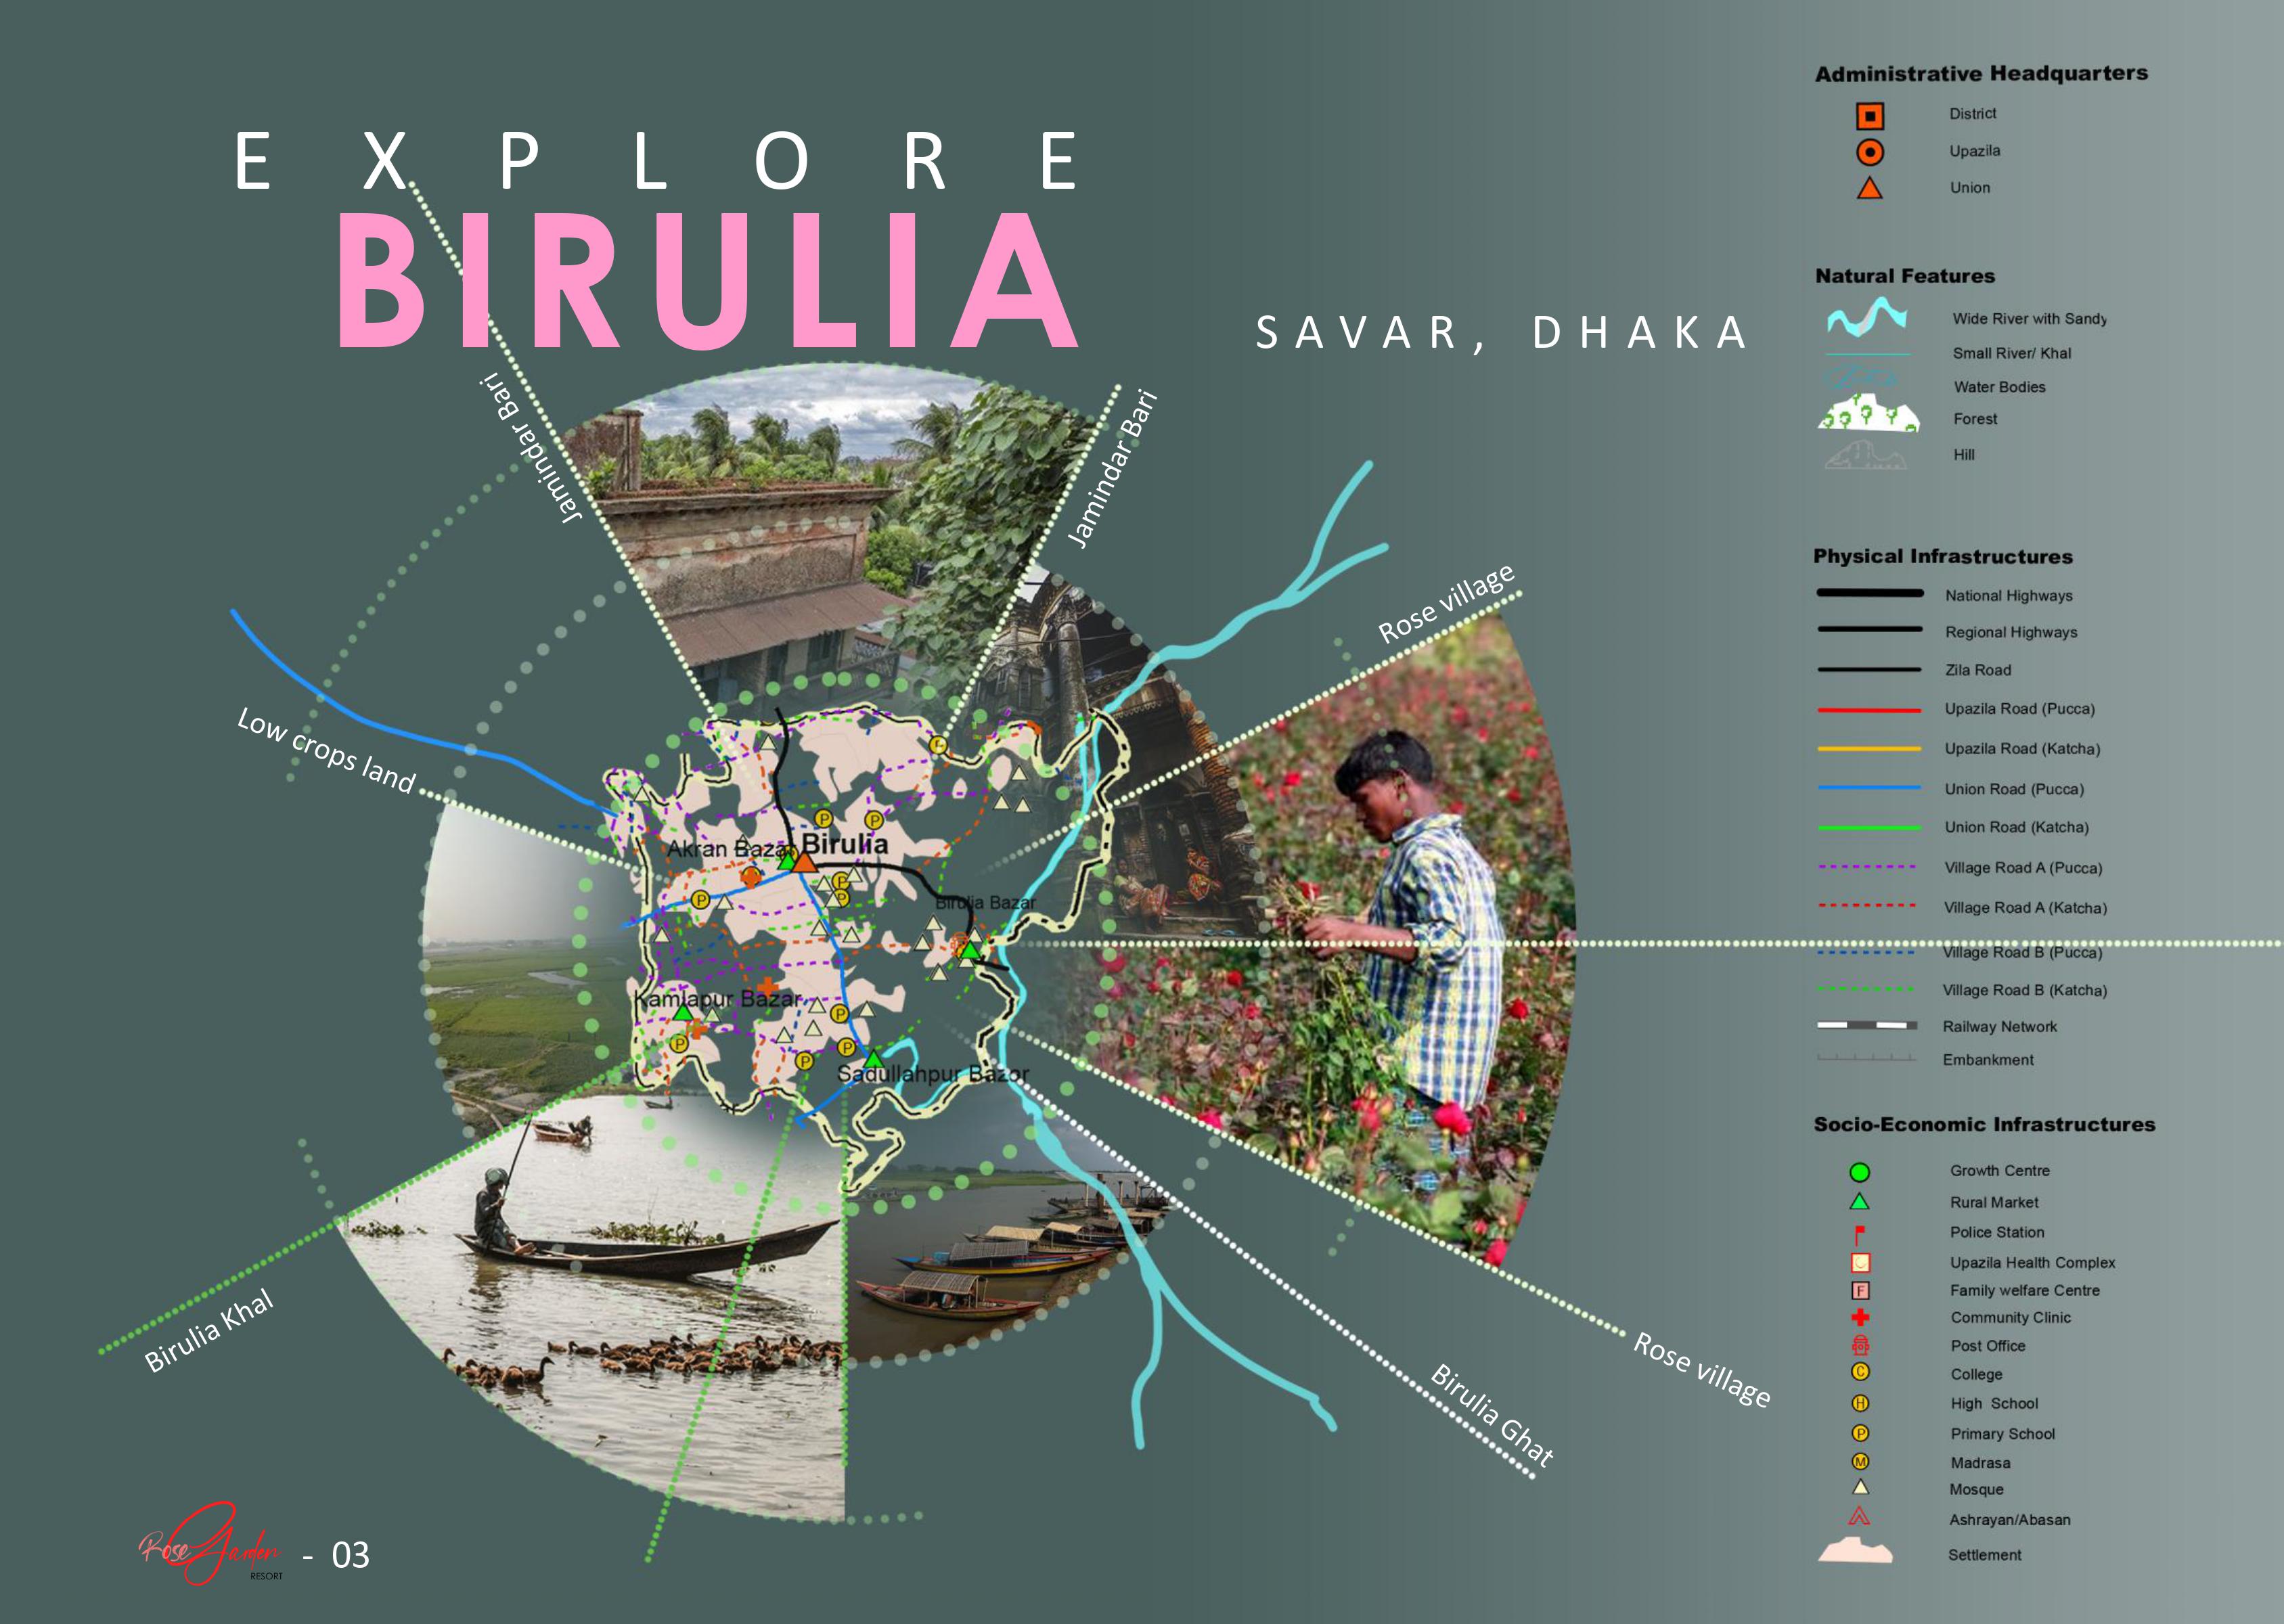 EXPLORE
BIRULIA
SAVAR, DHAKA
Jamindar Bari
Jamindar Bari
Rose village
Low crops land
Akran Bazar
Birulia
Birulia Bazar
Kamlapur Bazar
Sadullahpur Bazor
ar
P
P
P
P
P
P
P
P
P
Birulia Khal
Birulia Ghat
Rose village
Rose Garden
RESORT
- 03
Administrative Headquarters
District
Upazila
Union
Natural Features
Wide River with Sandy
Small River/ Khal
Water Bodies
Forest
Hill
Physical Infrastructures
National Highways
Regional Highways
Zila Road
Upazila Road (Pucca)
Upazila Road (Katcha)
Union Road (Pucca)
Union Road (Katcha)
Village Road A (Pucca)
Village Road A (Katcha)
Village Road B (Pucca)
Village Road B (Katcha)
Railway Network
Embankment
Socio-Economic Infrastructures
Growth Centre
Rural Market
Police Station
Upazila Health Complex
F Family welfare Centre
Community Clinic
Post Office
C College
H High School
P Primary School
M Madrasa
Mosque
Ashrayan/Abasan
Settlement